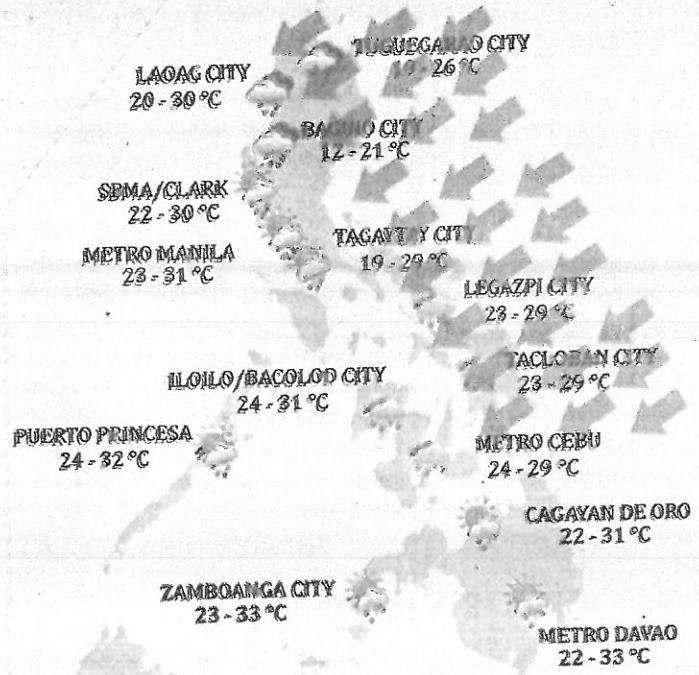 TUGUEGARAO CITY
19 - 26 °C
LAOAG CITY
20 - 30 °C
BAGUIO CITY
12 - 21 °C
SBMA/CLARK
22 - 30 °C
METRO MANILA
23 - 31 °C
TAGAYTAY CITY
19 - 29 °C
LEGAZPI CITY
23 - 29 °C
TACLOBAN CITY
23 - 29 °C
ILOILO/BACOLOD CITY
24 - 31 °C
PUERTO PRINCESA
24 - 32 °C
METRO CEBU
24 - 29 °C
CAGAYAN DE ORO
22 - 31 °C
ZAMBOANGA CITY
23 - 33 °C
METRO DAVAO
22 - 33 °C